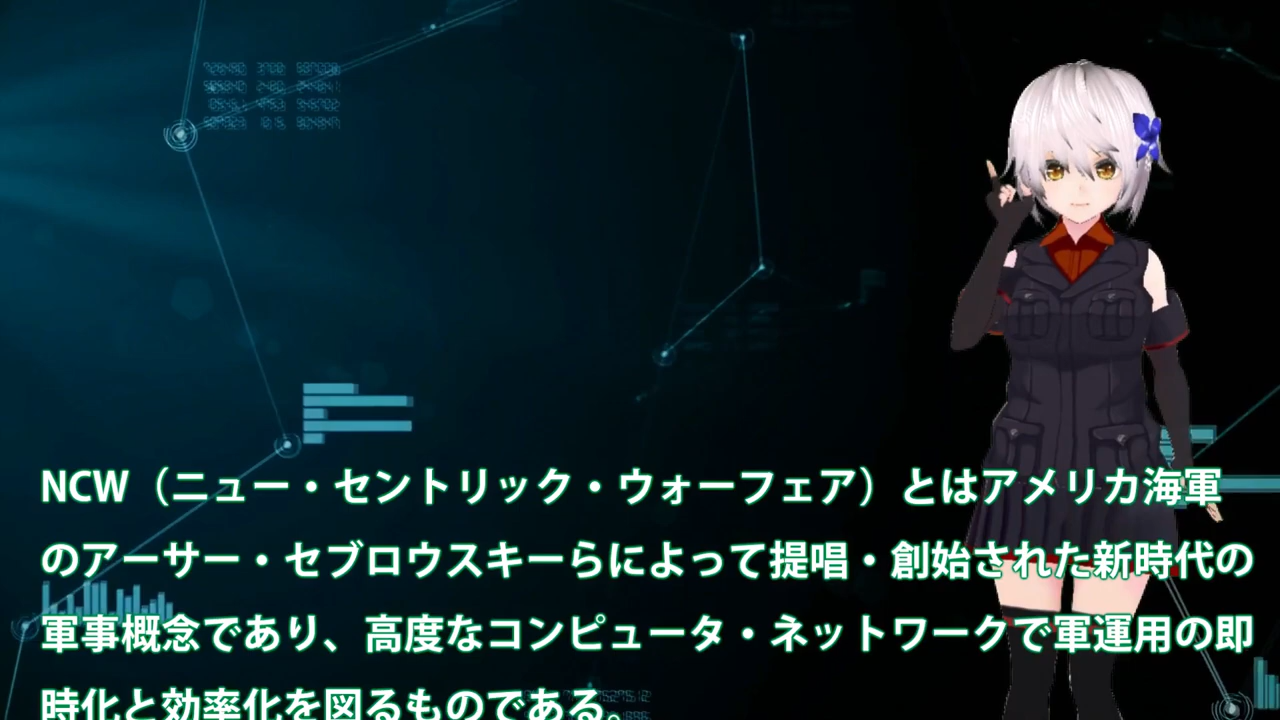 NCW（ニュー・セントリック・ウォーフェア）とはアメリカ海軍
のアーサー・セブロウスキーらによって提唱・創始された新時代の
軍事概念であり、高度なコンピュータ・ネットワークで軍運用の即
時化と効率化を図るものである。